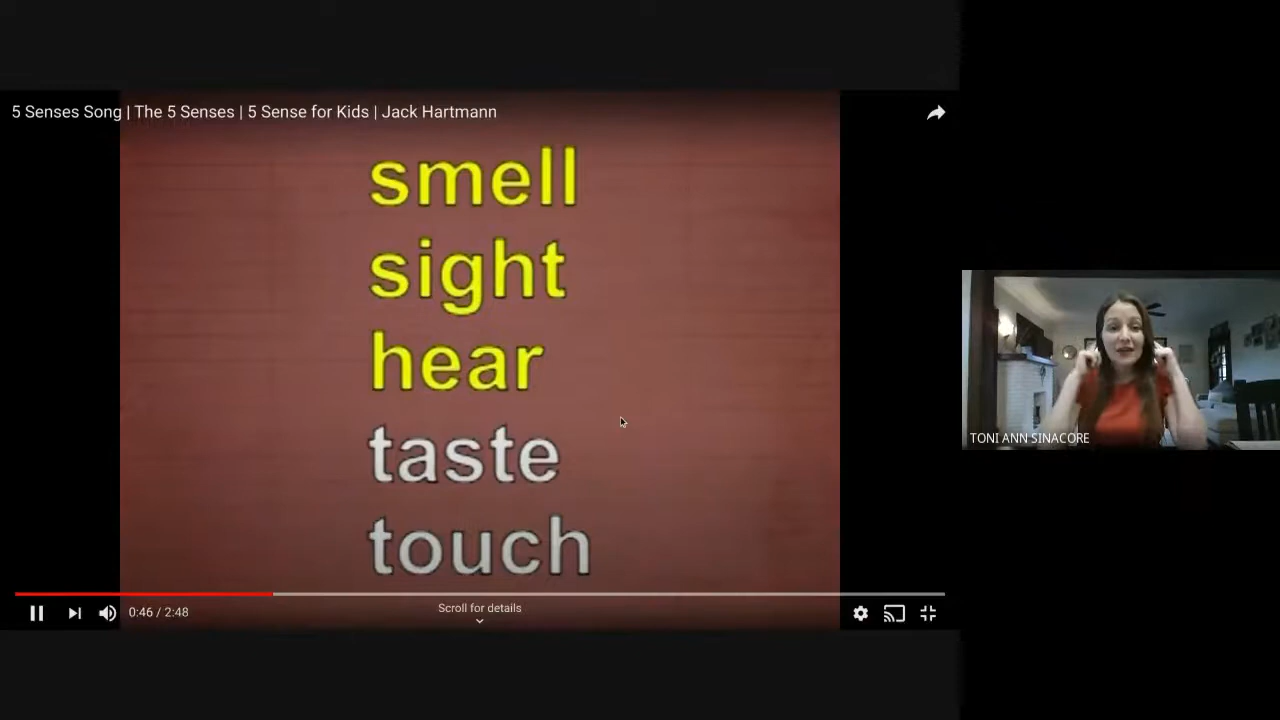 5 Senses Song | The 5 Senses | 5 Sense for Kids | Jack Hartmann
smell
sight
hear
taste
touch
TONI ANN SINACORE
0:46 / 2:48
Scroll for details